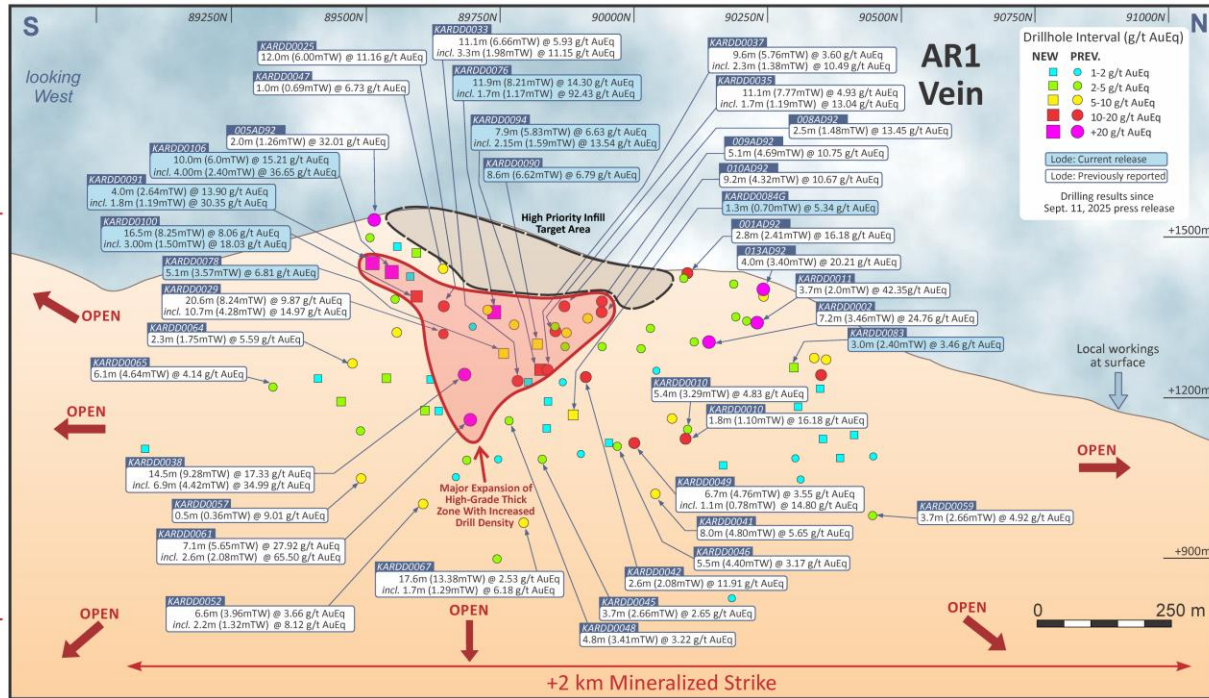 89250N
89500N
89750N
90000N
90250N
90500N
90750N
91000N
S
N
looking
West
AR1
Vein
KARDD0025
12.0m (6.00mTW) @ 11.16 g/t AuEq
KARDD0047
1.0m (0.69mTW) @ 6.73 g/t AuEq
005AD92
2.0m (1.26mTW) @ 32.01 g/t AuEq
KARDD0106
10.0m (6.0mTW) @ 15.21 g/t AuEq
incl. 4.00m (2.40mTW) @ 36.65 g/t AuEq
KARDD0091
4.0m (2.64mTW) @ 13.90 g/t AuEq
incl. 1.8m (1.19mTW) @ 30.35 g/t AuEq
KARDD0100
16.5m (8.25mTW) @ 8.06 g/t AuEq
incl. 3.00m (1.50mTW) @ 18.03 g/t AuEq
KARDD0078
5.1m (3.57mTW) @ 6.81 g/t AuEq
KARDD0029
20.6m (8.24mTW) @ 9.87 g/t AuEq
incl. 10.7m (4.28mTW) @ 14.97 g/t AuEq
KARDD0064
2.3m (1.75mTW) @ 5.59 g/t AuEq
KARDD0065
6.1m (4.64mTW) @ 4.14 g/t AuEq
KARDD0033
11.1m (6.66mTW) @ 5.93 g/t AuEq
incl. 3.3m (1.98mTW) @ 11.15 g/t AuEq
KARDD0076
11.9m (8.21mTW) @ 14.30 g/t AuEq
incl. 1.7m (1.17mTW) @ 92.43 g/t AuEq
KARDD0094
7.9m (5.83mTW) @ 6.63 g/t AuEq
incl. 2.15m (1.59mTW) @ 13.54 g/t AuEq
KARDD0090
8.6m (6.62mTW) @ 6.79 g/t AuEq
High Priority Infill
Target Area
KARDD0037
9.6m (5.76mTW) @ 3.60 g/t AuEq
incl. 2.3m (1.38mTW) @ 10.49 g/t AuEq
KARDD0035
11.1m (7.77mTW) @ 4.93 g/t AuEq
incl. 1.7m (1.19mTW) @ 13.04 g/t AuEq
008AD92
2.5m (1.48mTW) @ 13.45 g/t AuEq
009AD92
5.1m (4.69mTW) @ 10.75 g/t AuEq
010AD92
9.2m (4.32mTW) @ 10.67 g/t AuEq
KARDD0084G
1.3m (0.70mTW) @ 5.34 g/t AuEq
001AD92
2.8m (2.41mTW) @ 16.18 g/t AuEq
013AD92
4.0m (3.40mTW) @ 20.21 g/t AuEq
KARDD0011
3.7m (2.0mTW) @ 42.35g/t AuEq
KARDD0002
7.2m (3.46mTW) @ 24.76 g/t AuEq
KARDD0083
3.0m (2.40mTW) @ 3.46 g/t AuEq
Drillhole Interval (g/t AuEq)
NEW
PREV.
1-2 g/t AuEq
2-5 g/t AuEq
5-10 g/t AuEq
10-20 g/t AuEq
+20 g/t AuEq
Lode: Current release
Lode: Previously reported
Drilling results since
Sept. 11, 2025 press release
+1500m
+1200m
+900m
Local workings
at surface
OPEN
OPEN
OPEN
KARDD0010
5.4m (3.29mTW) @ 4.83 g/t AuEq
KARDD0010
1.8m (1.10mTW) @ 16.18 g/t AuEq
KARDD0038
14.5m (9.28mTW) @ 17.33 g/t AuEq
incl. 6.9m (4.42mTW) @ 34.99 g/t AuEq
KARDD0057
0.5m (0.36mTW) @ 9.01 g/t AuEq
KARDD0061
7.1m (5.65mTW) @ 27.92 g/t AuEq
incl. 2.6m (2.08mTW) @ 65.50 g/t AuEq
KARDD0052
6.6m (3.96mTW) @ 3.66 g/t AuEq
incl. 2.2m (1.32mTW) @ 8.12 g/t AuEq
Major Expansion of
High-Grade Thick
Zone With Increased
Drill Density
KARDD0067
17.6m (13.38mTW) @ 2.53 g/t AuEq
incl. 1.7m (1.29mTW) @ 6.18 g/t AuEq
KARDD0049
6.7m (4.76mTW) @ 3.55 g/t AuEq
incl. 1.1m (0.78mTW) @ 14.80 g/t AuEq
KARDD0041
8.0m (4.80mTW) @ 5.65 g/t AuEq
KARDD0046
5.5m (4.40mTW) @ 3.17 g/t AuEq
KARDD0042
2.6m (2.08mTW) @ 11.91 g/t AuEq
KARDD0045
3.7m (2.66mTW) @ 2.65 g/t AuEq
KARDD0048
4.8m (3.41mTW) @ 3.22 g/t AuEq
KARDD0059
3.7m (2.66mTW) @ 4.92 g/t AuEq
OPEN
OPEN
OPEN
0
250 m
+2 km Mineralized Strike